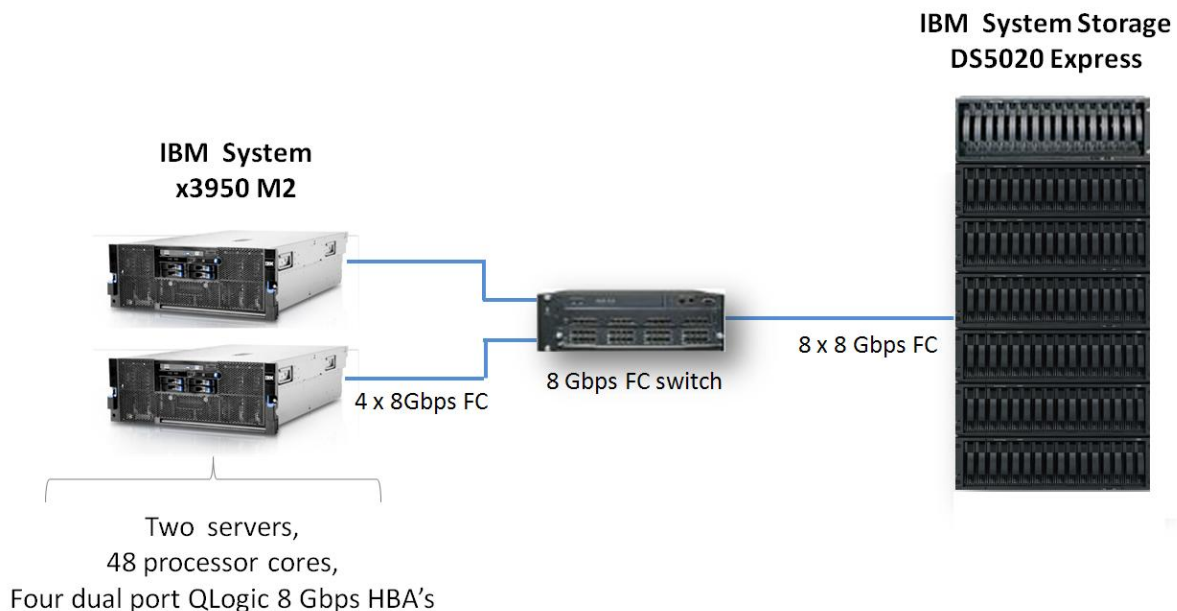 IBM System Storage
DS5020 Express
IBM System
x3950 M2
4 x 8Gbps FC
8 Gbps FC switch
8 x 8 Gbps FC
Two servers,
48 processor cores,
Four dual port QLogic 8 Gbps HBA's